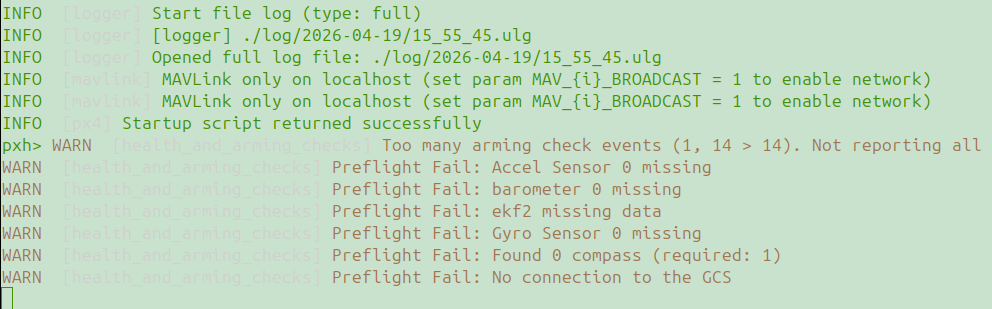 INFO  [logger] Start file log (type: full)
INFO  [logger] [logger] ./log/2026-04-19/15_55_45.ulg
INFO  [logger] Opened full log file: ./log/2026-04-19/15_55_45.ulg
INFO  [mavlink] MAVLink only on localhost (set param MAV_{i}_BROADCAST = 1 to enable network)
INFO  [mavlink] MAVLink only on localhost (set param MAV_{i}_BROADCAST = 1 to enable network)
INFO  [px4] Startup script returned successfully
pxh> WARN  [health_and_arming_checks] Too many arming check events (1, 14 > 14). Not reporting all
WARN  [health_and_arming_checks] Preflight Fail: Accel Sensor 0 missing
WARN  [health_and_arming_checks] Preflight Fail: barometer 0 missing
WARN  [health_and_arming_checks] Preflight Fail: ekf2 missing data
WARN  [health_and_arming_checks] Preflight Fail: Gyro Sensor 0 missing
WARN  [health_and_arming_checks] Preflight Fail: Found 0 compass (required: 1)
WARN  [health_and_arming_checks] Preflight Fail: No connection to the GCS